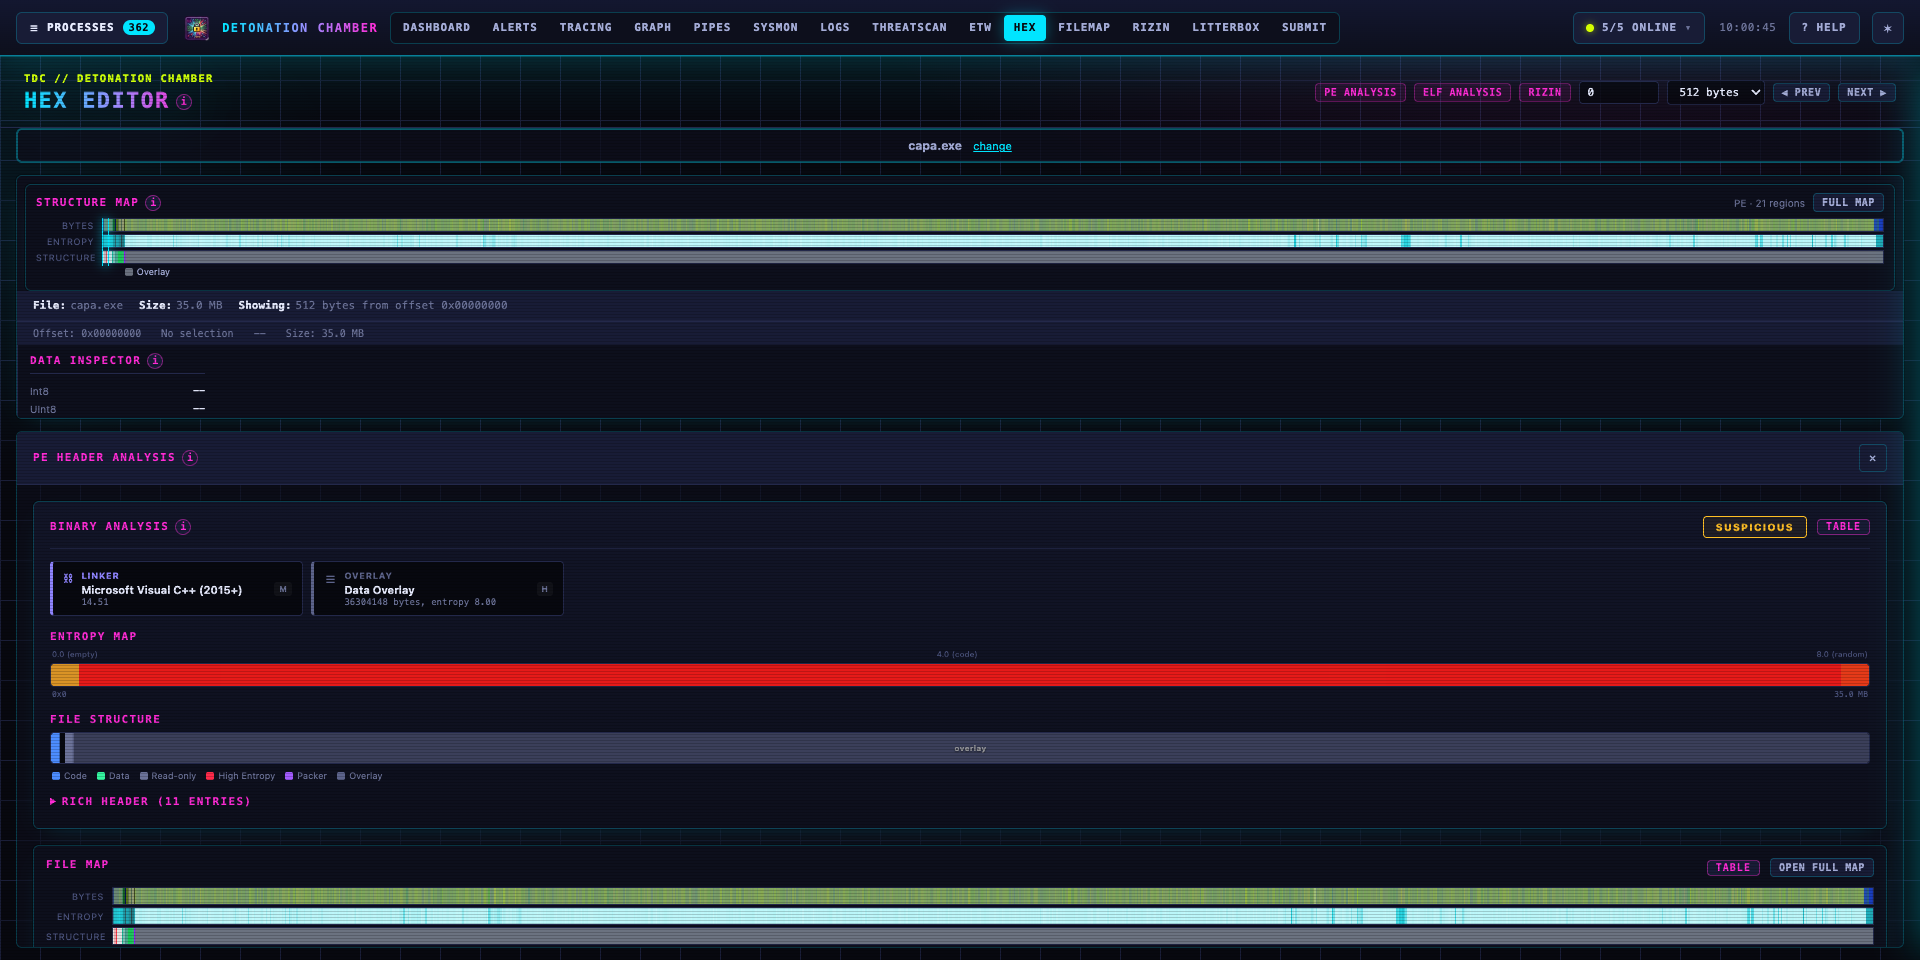 ≡ PROCESSES 362
DETONATION CHAMBER
DASHBOARD ALERTS TRACING GRAPH PIPES SYSMON LOGS THREATSCAN ETW HEX FILEMAP RIZIN LITTERBOX SUBMIT
5/5 ONLINE ▾ 10:00:45 ? HELP ✶
TDC // DETONATION CHAMBER
HEX EDITOR i
PE ANALYSIS ELF ANALYSIS RIZIN 0 512 bytes ◀ PREV NEXT ▶
capa.exe change
STRUCTURE MAP i PE · 21 regions FULL MAP
BYTES
ENTROPY
STRUCTURE
Overlay
File: capa.exe Size: 35.0 MB Showing: 512 bytes from offset 0x00000000
Offset: 0x00000000 No selection —— Size: 35.0 MB
DATA INSPECTOR i
Int8 ——
UInt8 ——
PE HEADER ANALYSIS i ×
BINARY ANALYSIS i SUSPICIOUS TABLE
LINKER
Microsoft Visual C++ (2015+) M
14.51
OVERLAY
Data Overlay H
36304148 bytes, entropy 8.00
ENTROPY MAP
0.0 (empty) 4.0 (code) 8.0 (random)
0x0 35.0 MB
FILE STRUCTURE
overlay
Code Data Read-only High Entropy Packer Overlay
▶ RICH HEADER (11 ENTRIES)
FILE MAP TABLE OPEN FULL MAP
BYTES
ENTROPY
STRUCTURE